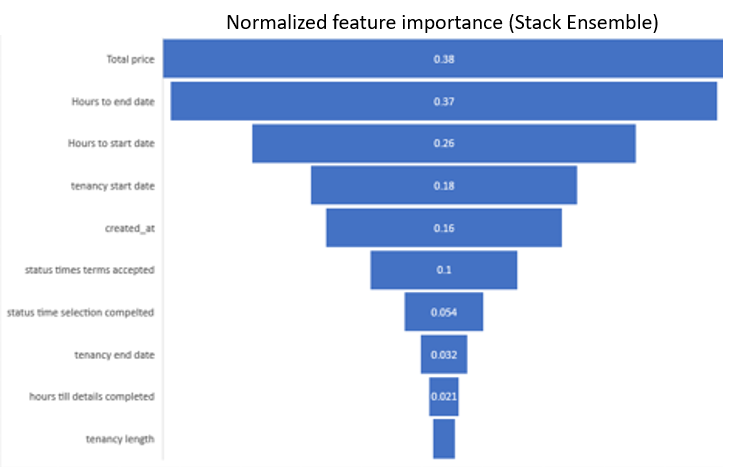 Normalized feature importance (Stack Ensemble)
Total price
0.38
Hours to end date
0.37
Hours to start date
0.26
tenancy start date
0.18
created_at
0.16
status times terms accepted
0.1
status time selection compelted
0.054
tenancy end date
0.032
hours till details completed
0.021
tenancy length